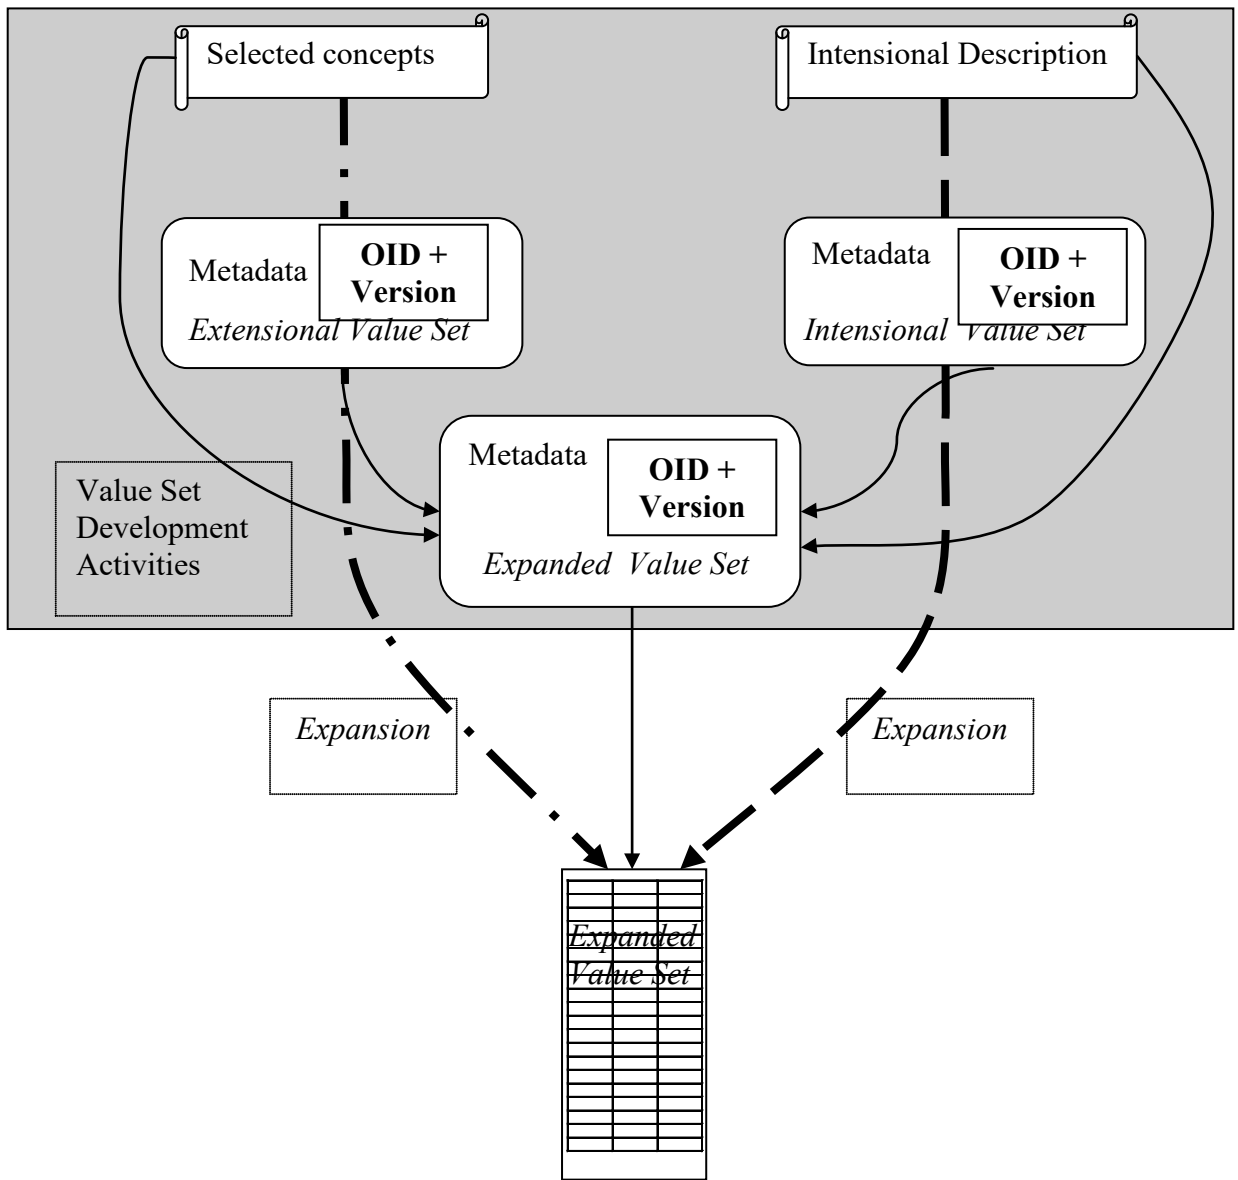 Selected concepts
Intensional Description
Metadata
OID +
Version
Extensional Value Set
Metadata
OID +
Version
Intensional Value Set
Metadata
OID +
Version
Expanded Value Set
Value Set
Development
Activities
Expansion
Expansion
Expanded
Value Set